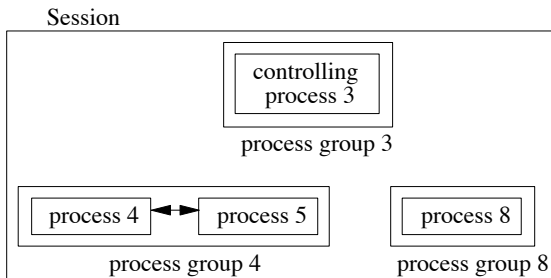 Session
controlling
process 3
process group 3
process 4
process 5
process 8
process group 4
process group 8